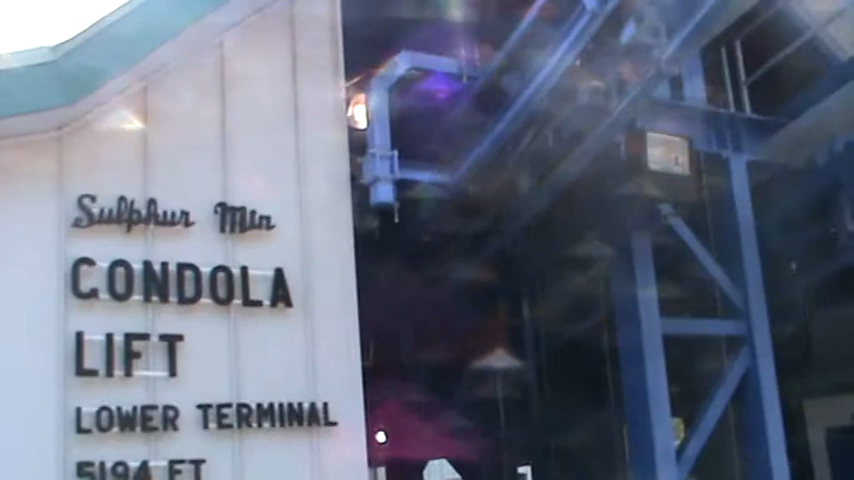 Sulphur Mtn
GONDOLA
LIFT
LOWER TERMINAL
5194 FT